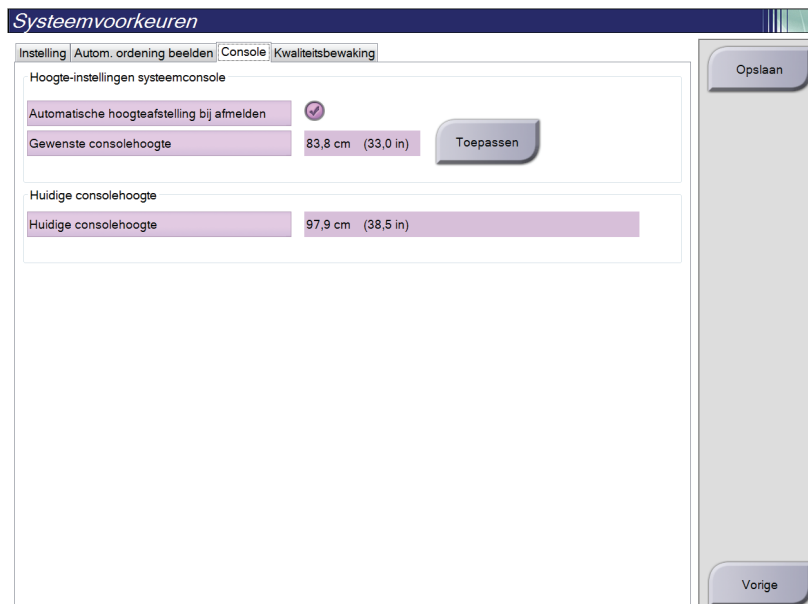 Systeemvoorkeuren
Instelling Autom. ordening beelden Console Kwaliteitsbewaking
Opslaan
Hoogte-instellingen systeemconsole
Automatische hoogteafstelling bij afmelden
Gewenste consolehoogte 83,8 cm (33,0 in) Toepassen
Huidige consolehoogte
Huidige consolehoogte 97,9 cm (38,5 in)
Vorige